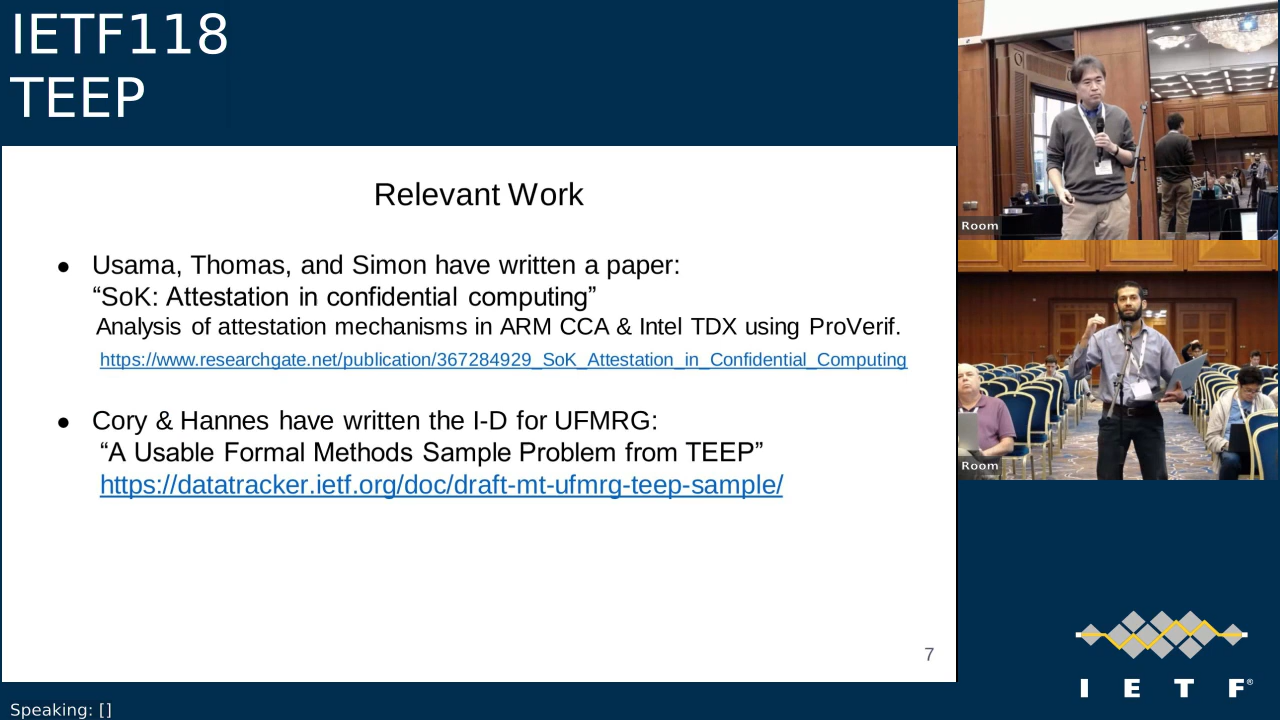 IETF118
TEEP
Relevant Work
● Usama, Thomas, and Simon have written a paper:
“SoK: Attestation in confidential computing”
Analysis of attestation mechanisms in ARM CCA & Intel TDX using ProVerif.
https://www.researchgate.net/publication/367284929_SoK_Attestation_in_Confidential_Computing
● Cory & Hannes have written the I-D for UFMRG:
“A Usable Formal Methods Sample Problem from TEEP”
https://datatracker.ietf.org/doc/draft-mt-ufmrg-teep-sample/
7
Room
Room
I E T F®
Speaking: []